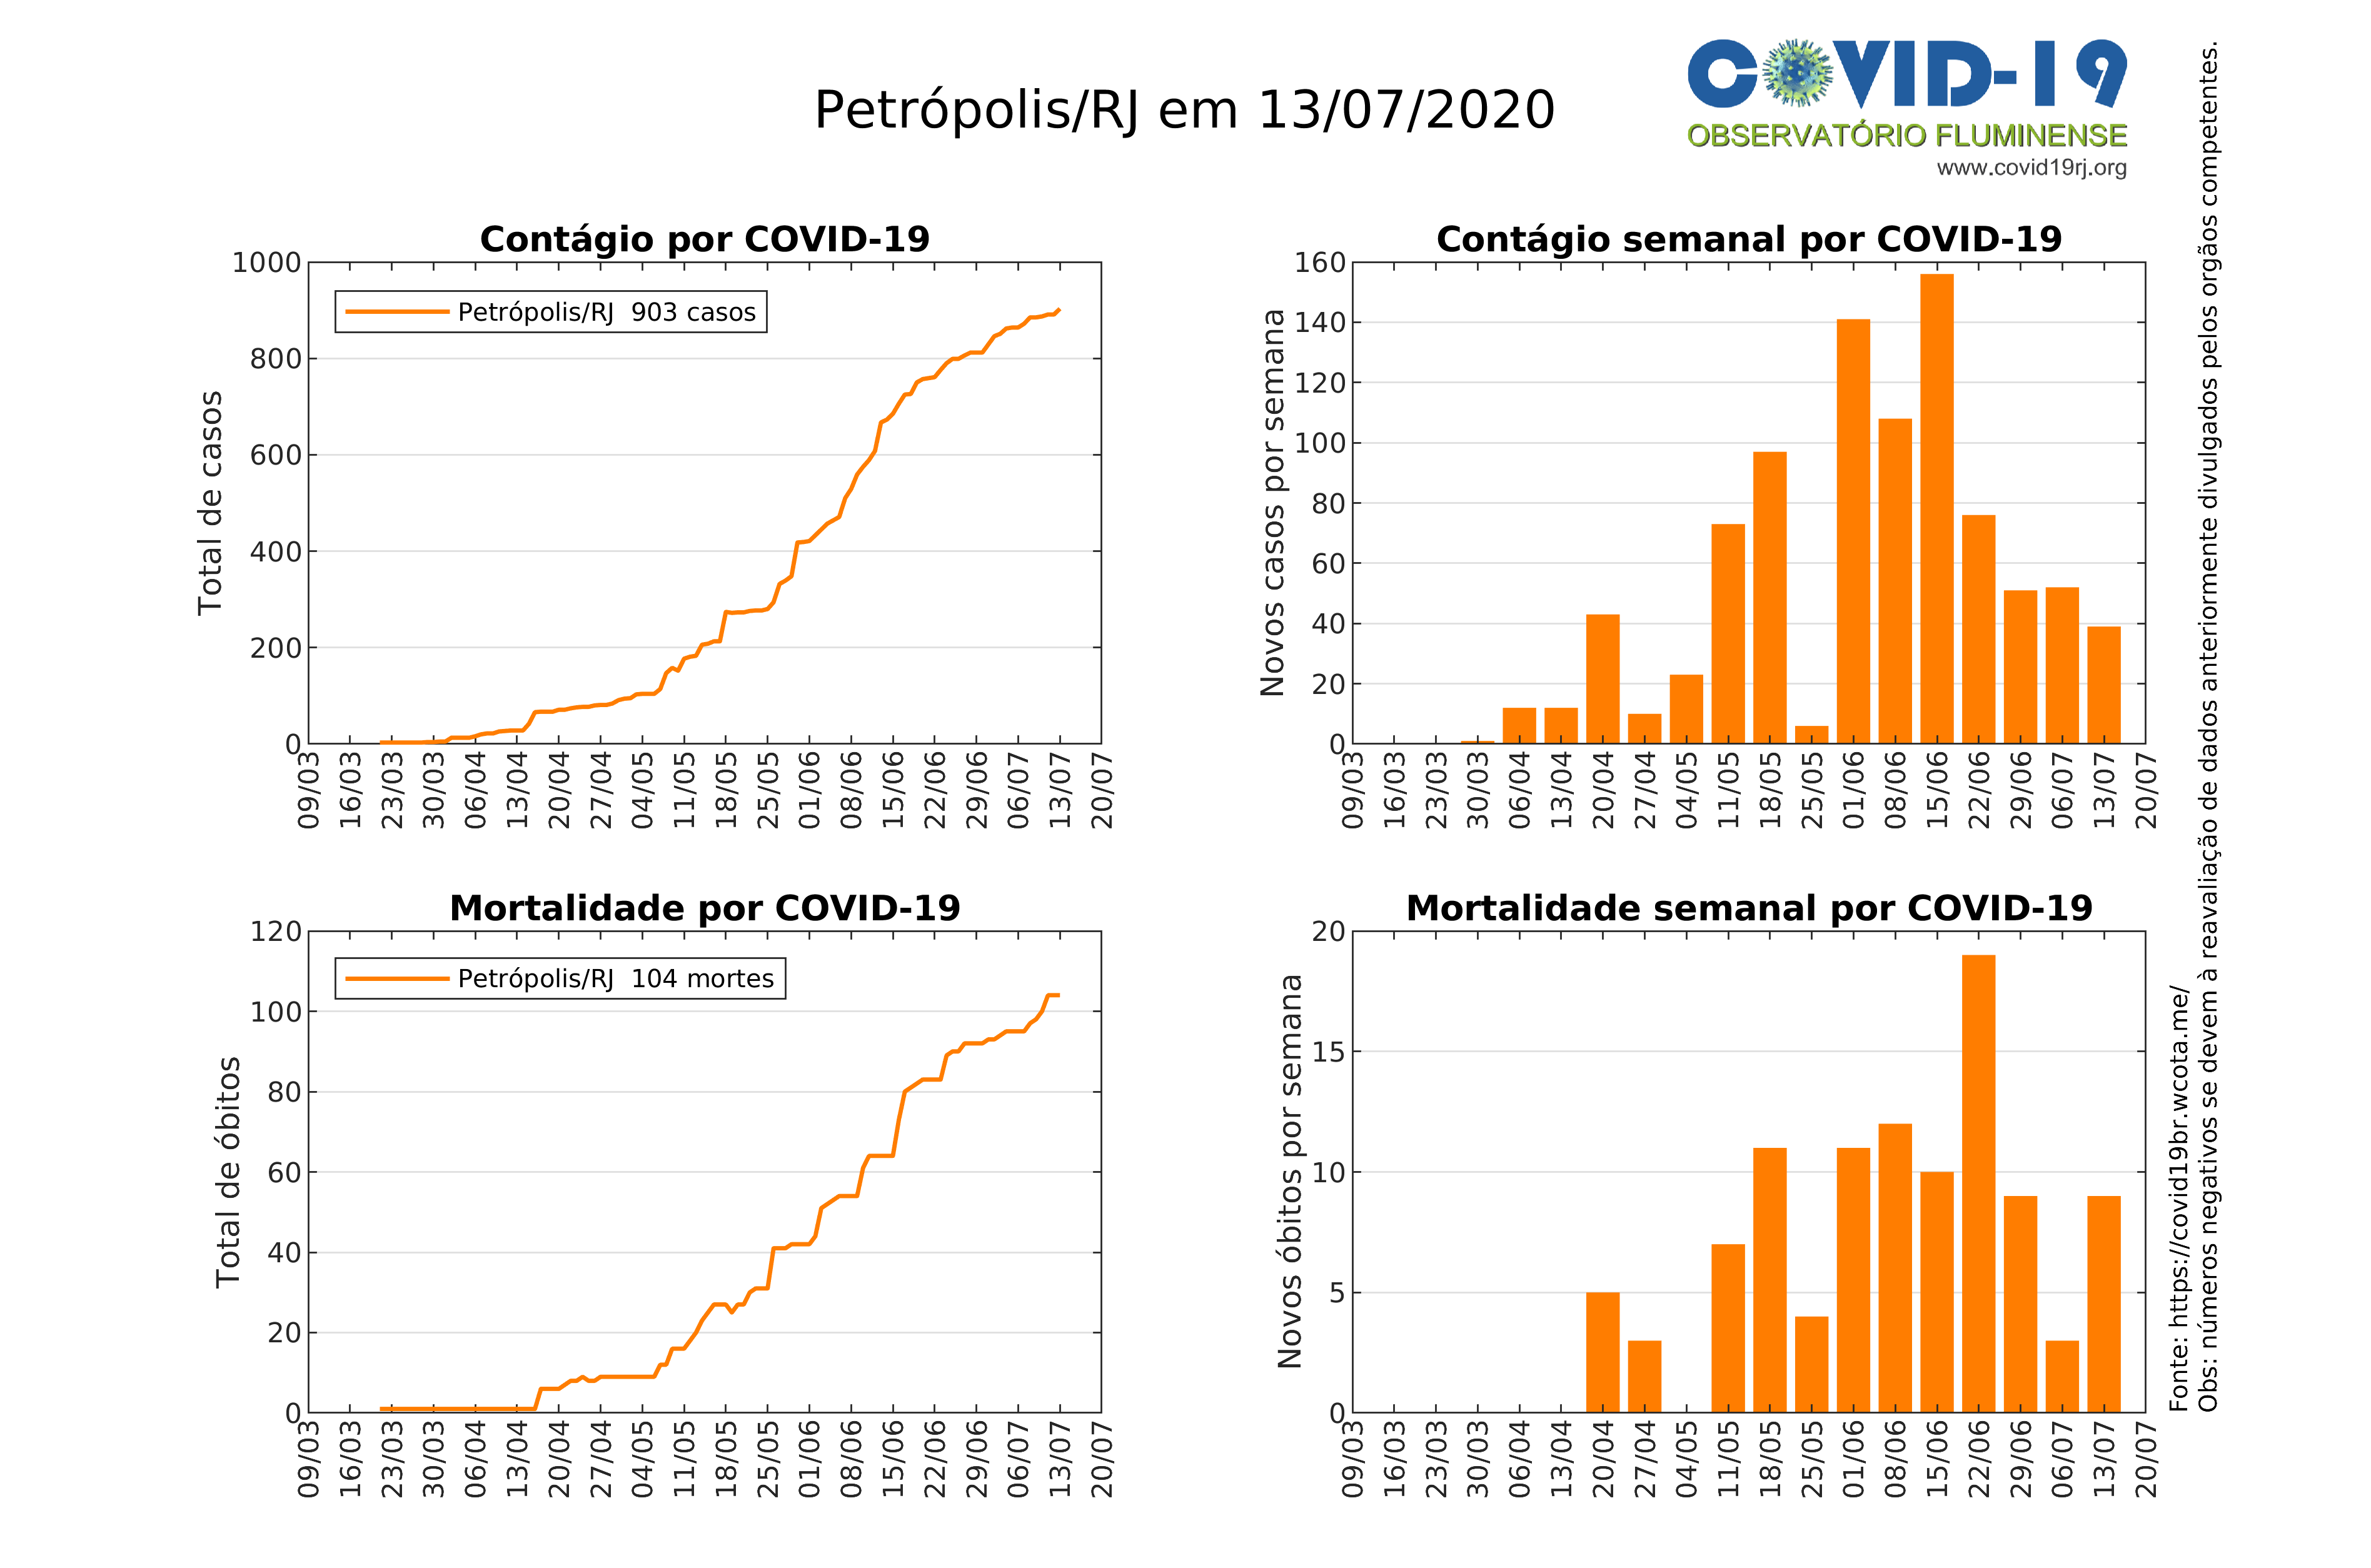 Petrópolis/RJ em 13/07/2020
COVID-19
OBSERVATÓRIO FLUMINENSE
www.covid19rj.org
Contágio por COVID-19
Total de casos
1000
800
600
400
200
0
Petrópolis/RJ 903 casos
09/03 16/03 23/03 30/03 06/04 13/04 20/04 27/04 04/05 11/05 18/05 25/05 01/06 08/06 15/06 22/06 29/06 06/07 13/07 20/07
Contágio semanal por COVID-19
Novos casos por semana
160
140
120
100
80
60
40
20
0
09/03 16/03 23/03 30/03 06/04 13/04 20/04 27/04 04/05 11/05 18/05 25/05 01/06 08/06 15/06 22/06 29/06 06/07 13/07 20/07
Mortalidade por COVID-19
Total de óbitos
120
100
80
60
40
20
0
Petrópolis/RJ 104 mortes
09/03 16/03 23/03 30/03 06/04 13/04 20/04 27/04 04/05 11/05 18/05 25/05 01/06 08/06 15/06 22/06 29/06 06/07 13/07 20/07
Mortalidade semanal por COVID-19
Novos óbitos por semana
20
15
10
5
0
09/03 16/03 23/03 30/03 06/04 13/04 20/04 27/04 04/05 11/05 18/05 25/05 01/06 08/06 15/06 22/06 29/06 06/07 13/07 20/07
Fonte: https://covid19br.wcota.me/
Obs: números negativos se devem à reavaliação de dados anteriormente divulgados pelos orgãos competentes.